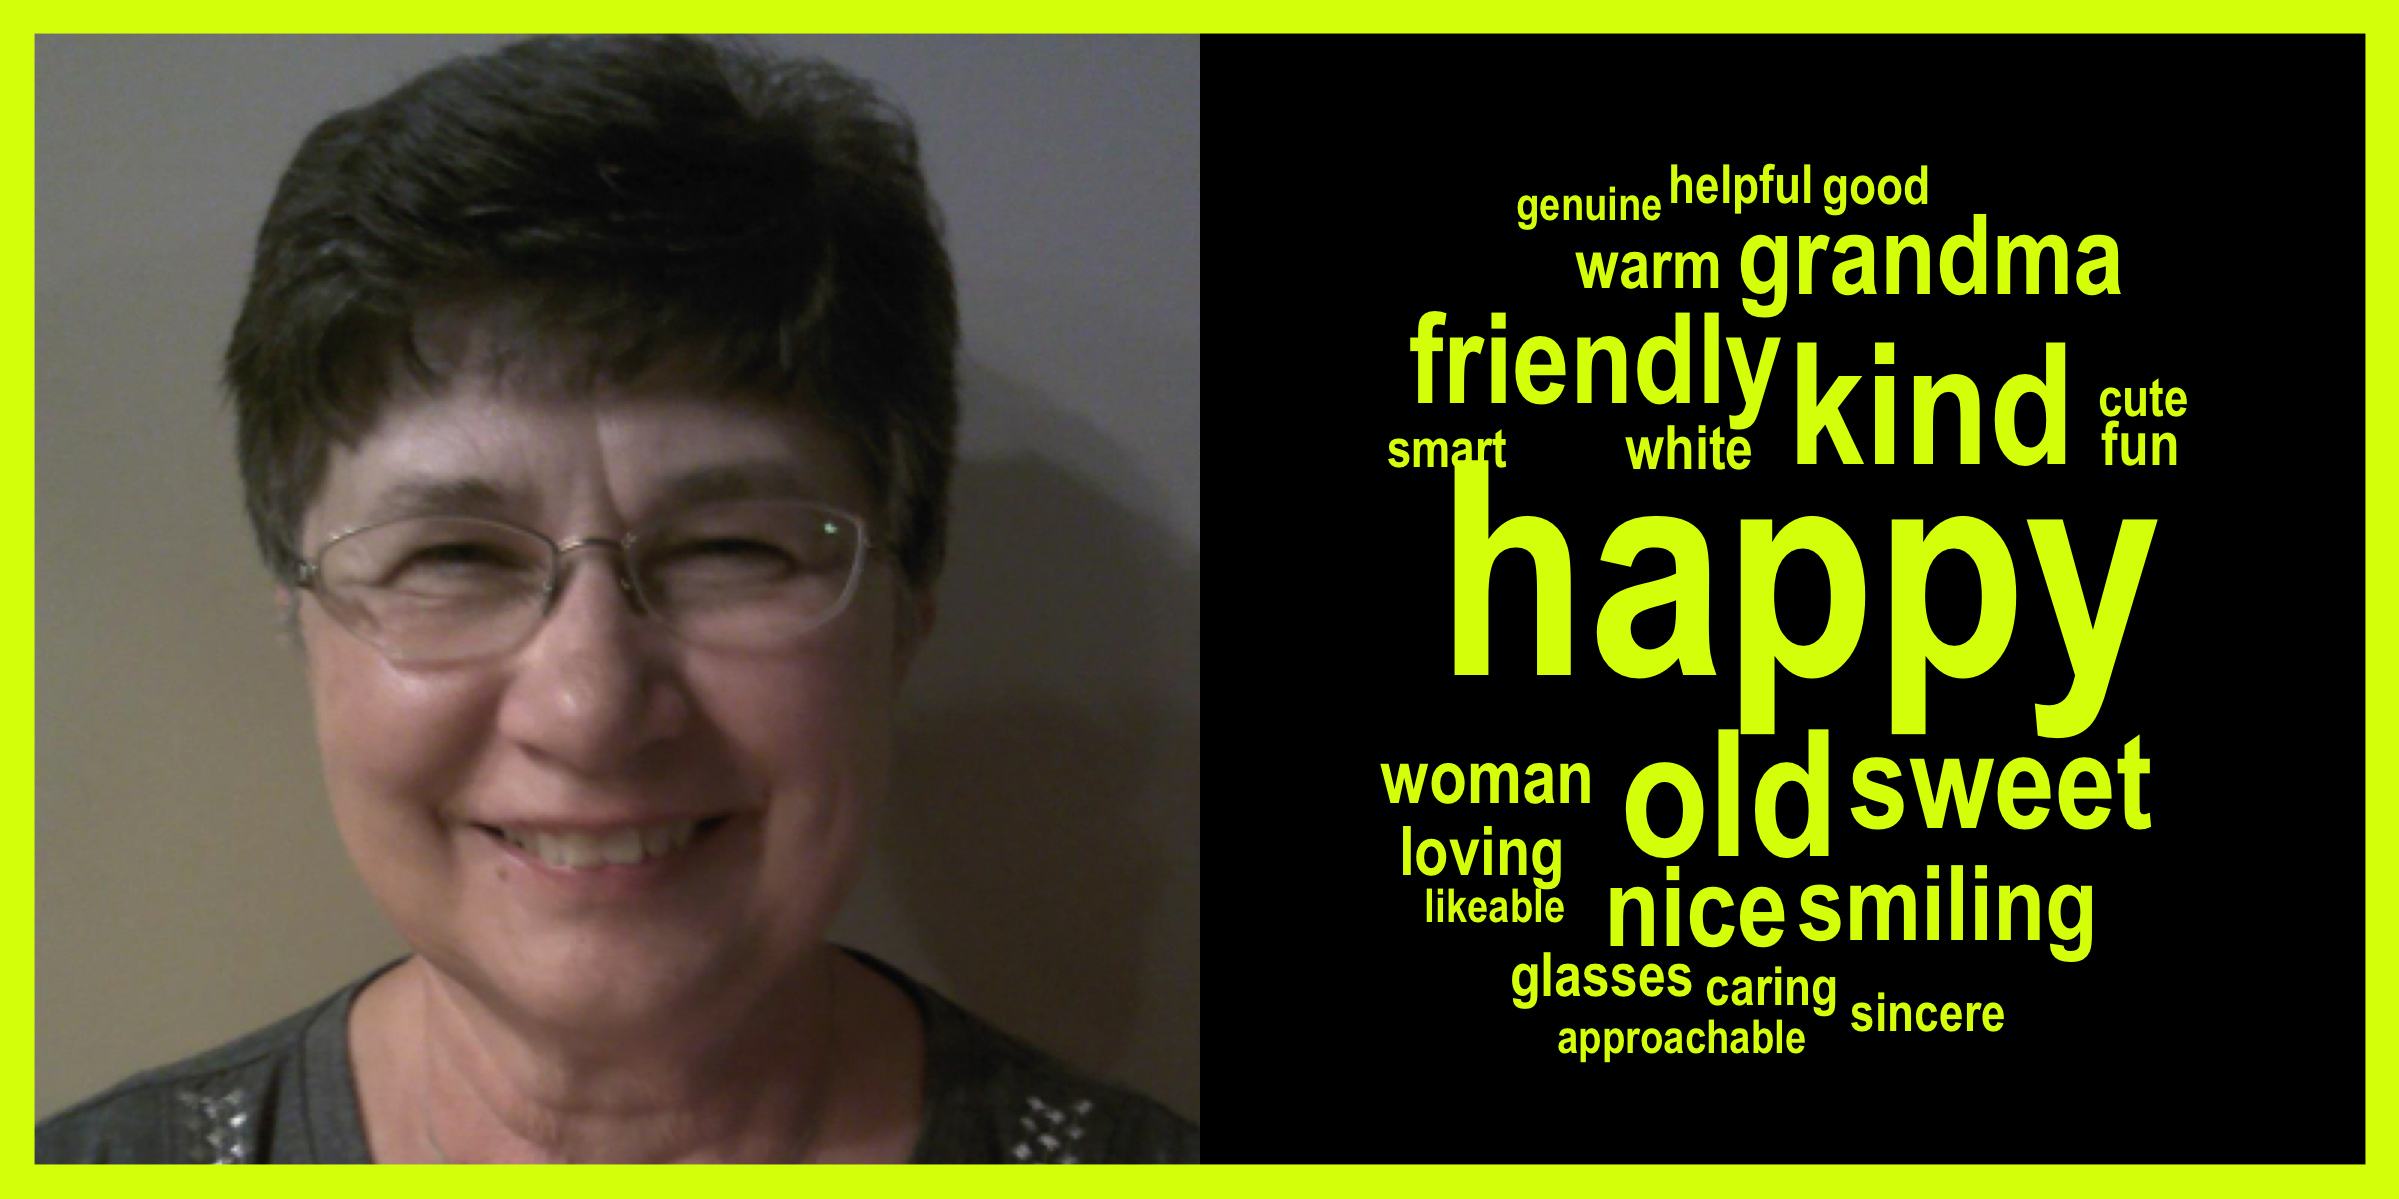 genuine helpful good
warm grandma
friendly kind cute
smart white fun
happy
woman old sweet
loving
likeable nice smiling
glasses caring sincere
approachable